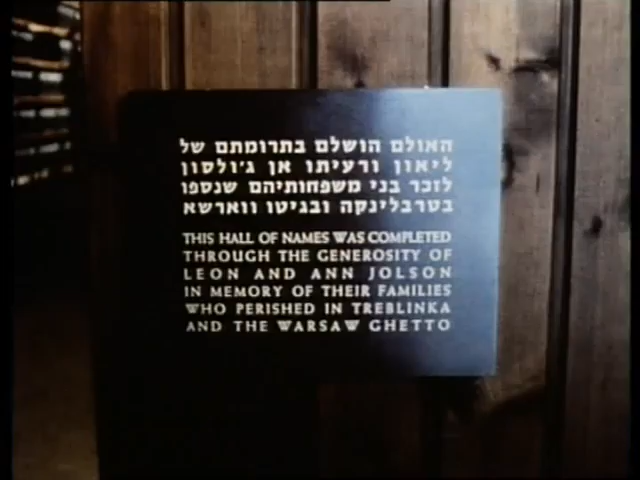 האולם הושלם בתרומתם של
ליאון ורעיתו אן ג'ולסון
לזכר בני משפחותיהם שנספו
בטרבלינקה ובגיטו ווארשא
THIS HALL OF NAMES WAS COMPLETED
THROUGH THE GENEROSITY OF
LEON AND ANN JOLSON
IN MEMORY OF THEIR FAMILIES
WHO PERISHED IN TREBLINKA
AND THE WARSAW GHETTO